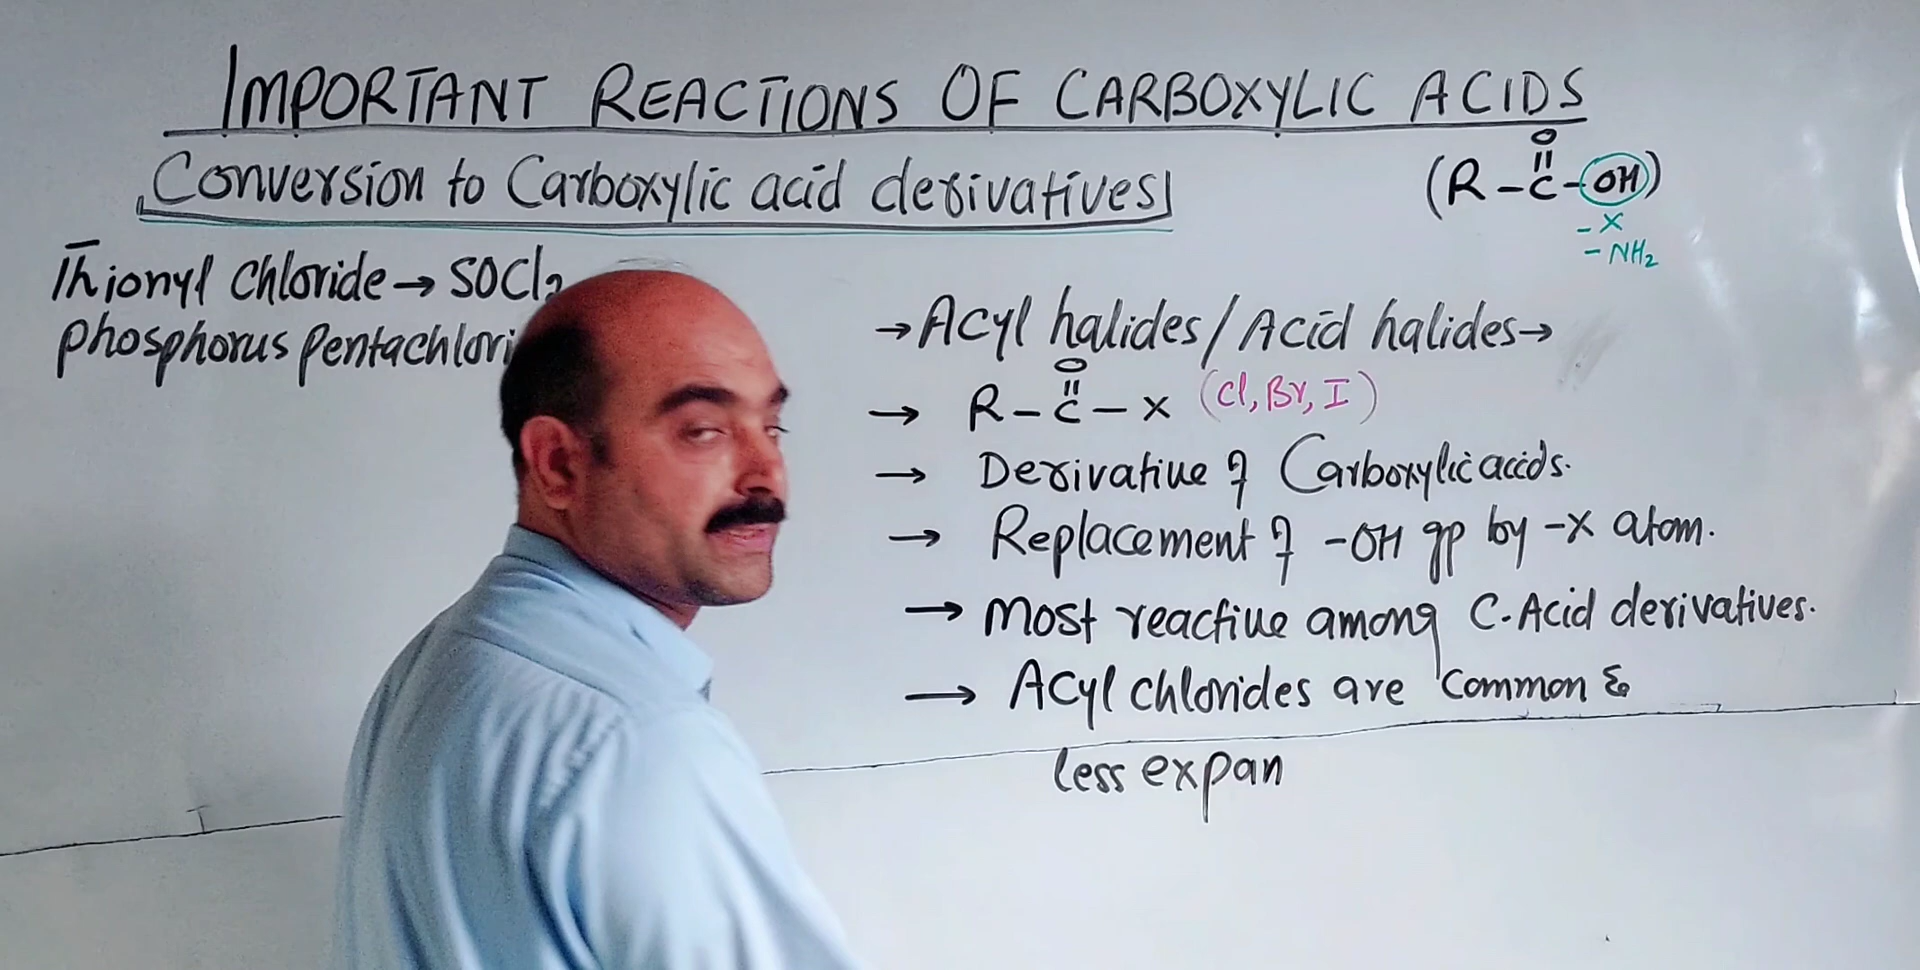 IMPORTANT REACTIONS OF CARBOXYLIC ACIDS
Conversion to Carboxylic acid derivatives
O
||
(R-C-OH)
-X
-NH₂
Thionyl Chloride → SOCl₂
Phosphorus Pentachlori
→ Acyl halides/Acid halides →
O
||
→ R-C-X (Cl, Br, I)
→ Derivative of Carboxylic acids.
→ Replacement of -OH gp by -X atom.
→ Most reactive among C. Acid derivatives.
→ Acyl chlorides are Common &
less expan